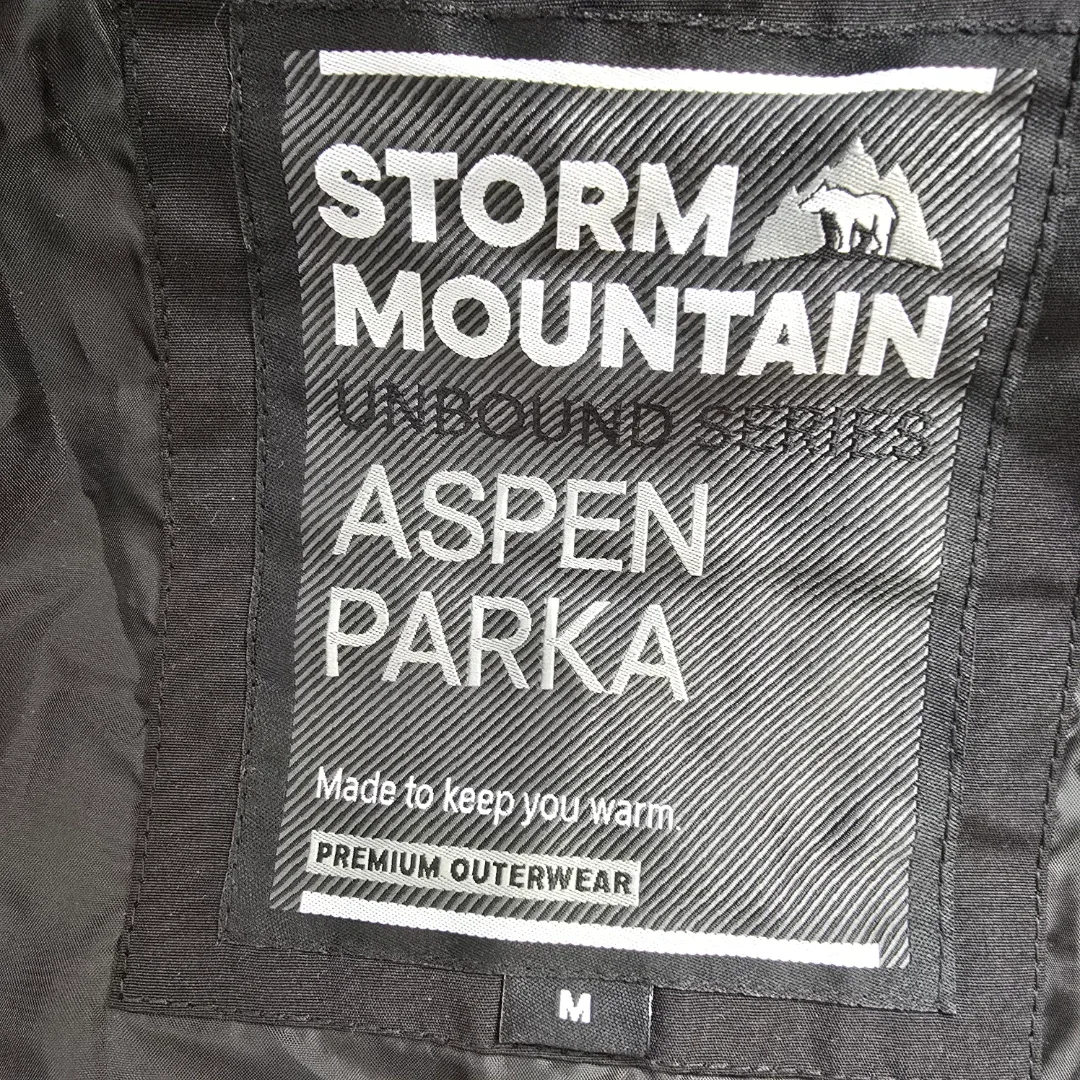 STORM
MOUNTAIN
UNBOUND SERIES
ASPEN
PARKA
Made to keep you warm.
PREMIUM OUTERWEAR
M